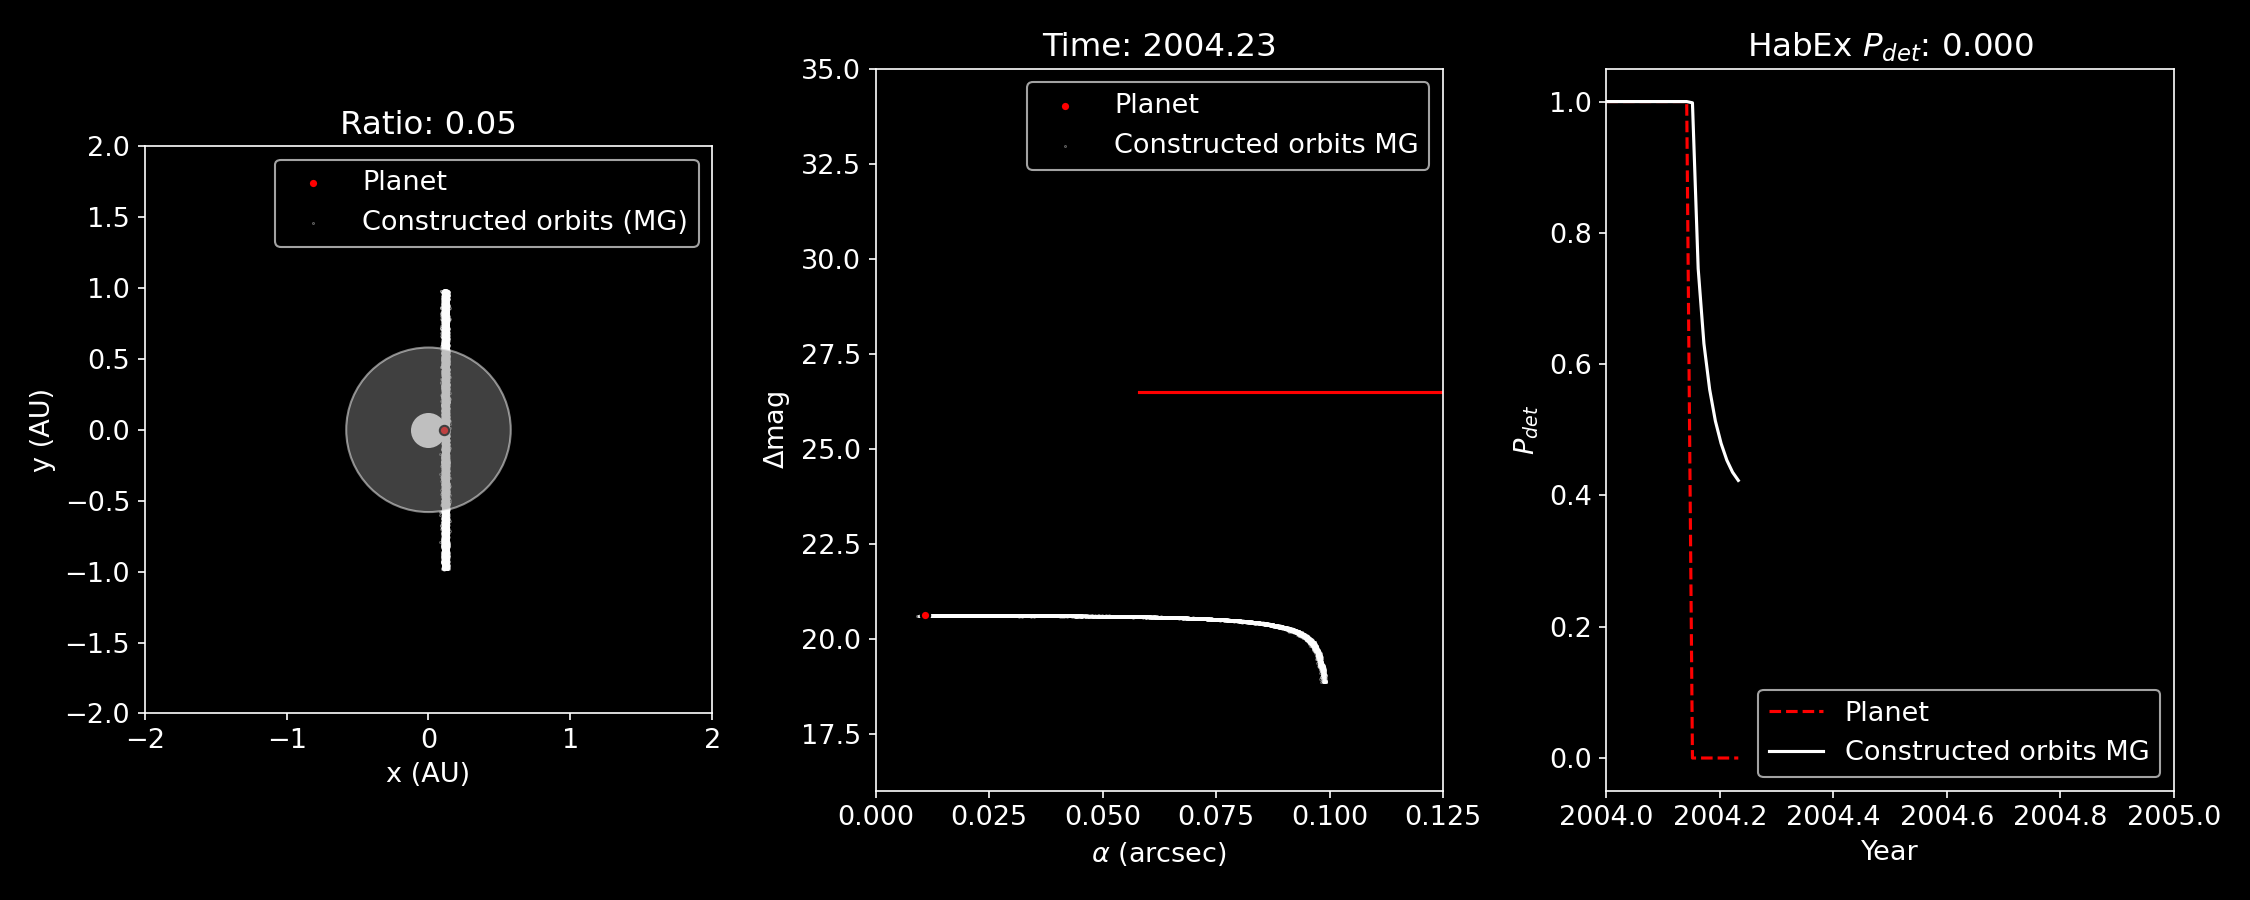 Ratio: 0.05
2.0
1.5
1.0
0.5
0.0
−0.5
−1.0
−1.5
−2.0
y (AU)
Planet
Constructed orbits (MG)
−2 −1 0 1 2
x (AU)
Time: 2004.23
35.0
32.5
30.0
27.5
25.0
22.5
20.0
17.5
Δmag
Planet
Constructed orbits MG
0.000 0.025 0.050 0.075 0.100 0.125
α (arcsec)
HabEx P_det: 0.000
1.0
0.8
0.6
0.4
0.2
0.0
P_det
Planet
Constructed orbits MG
2004.0 2004.2 2004.4 2004.6 2004.8 2005.0
Year